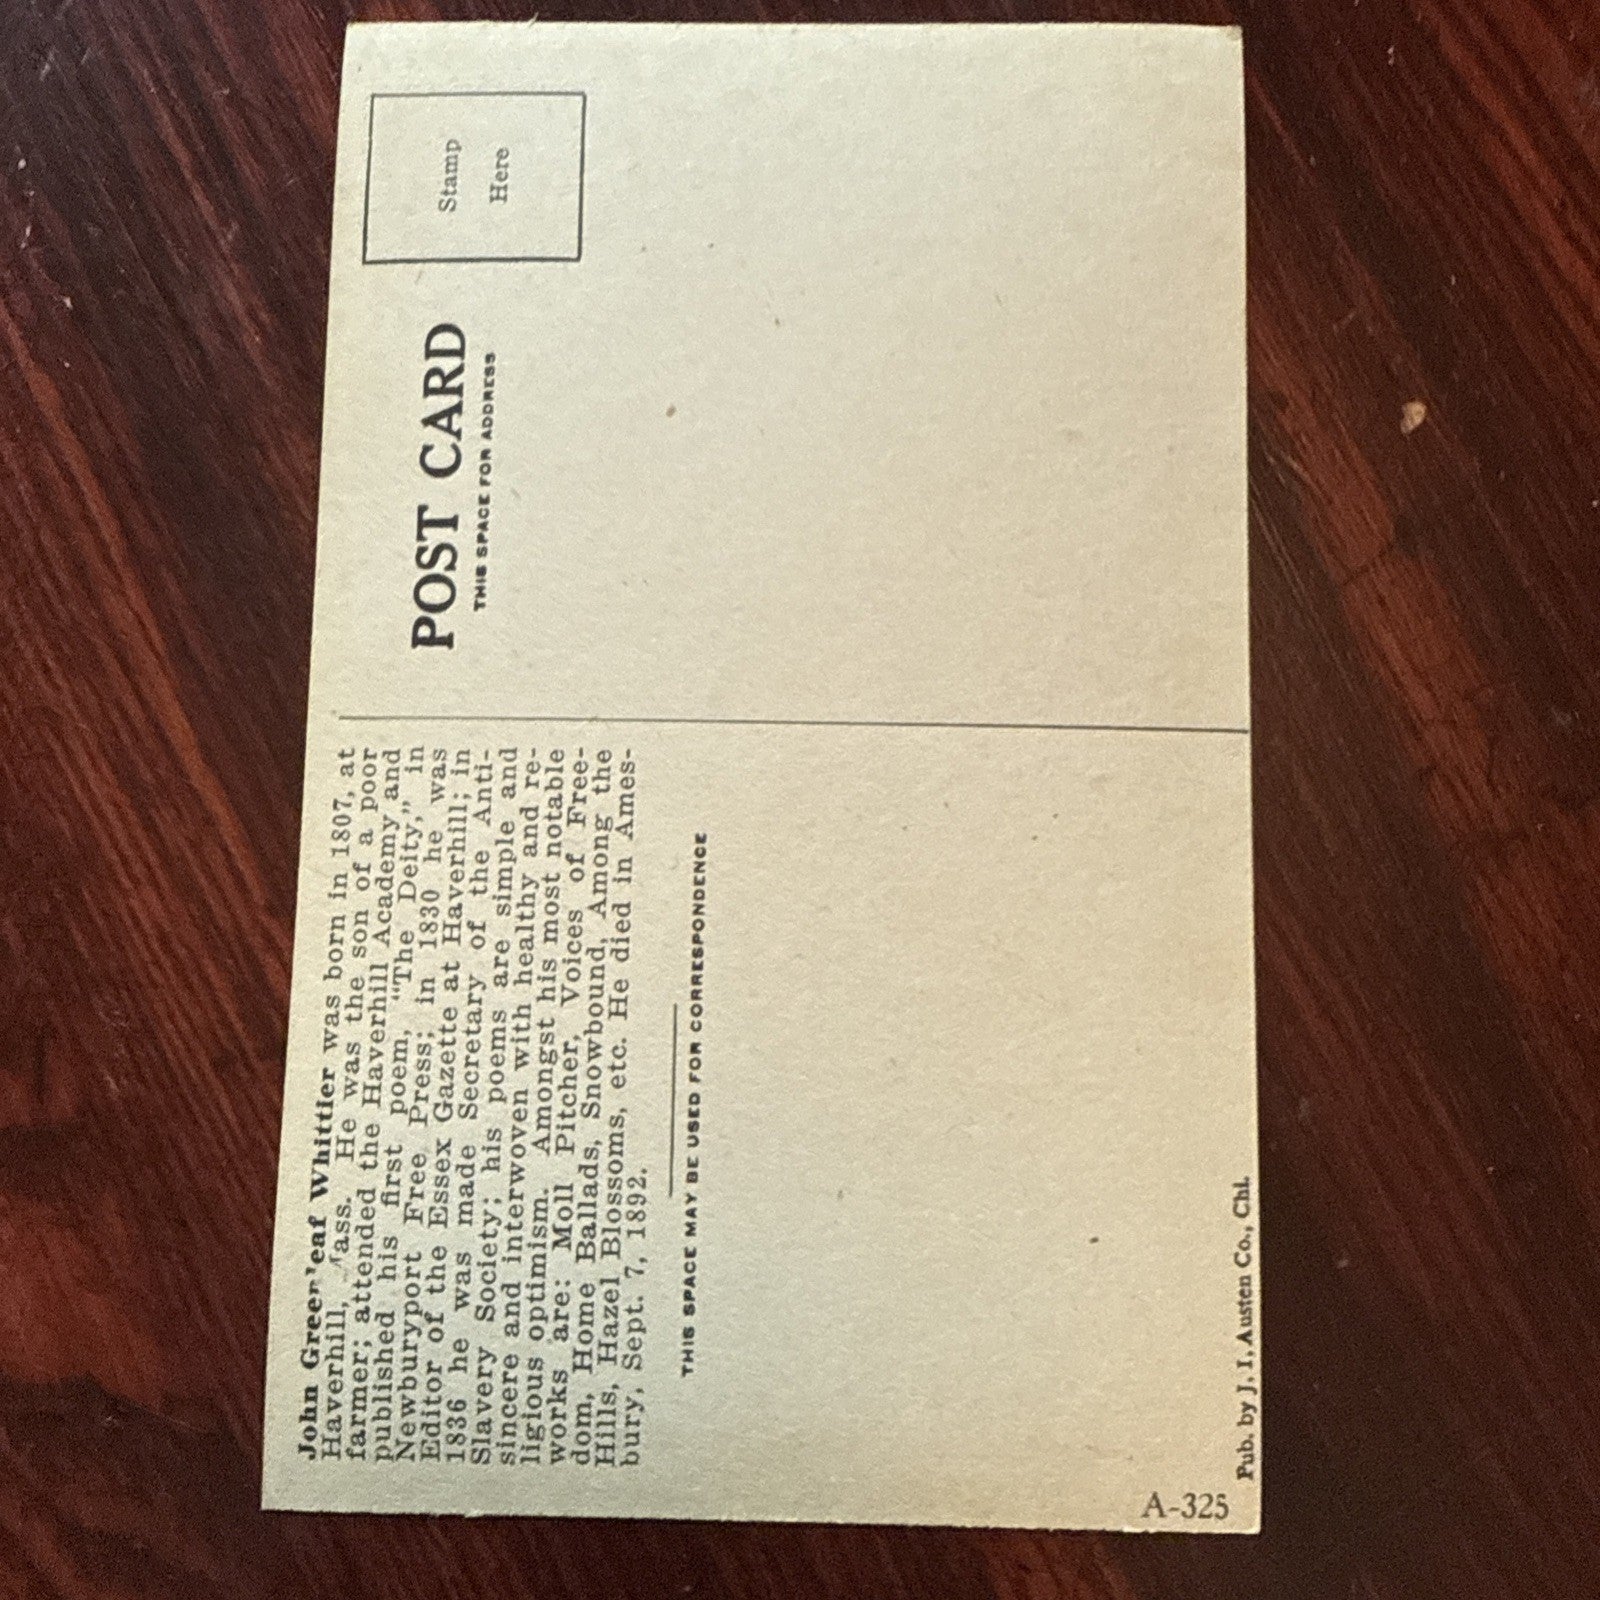 John Greenleaf Whittier was born in 1807, at
Haverhill, Mass. He was the son of a poor
farmer; attended the Haverhill Academy and
published his first poem, "The Deity," in
Newburyport Free Press; in 1830 he was
Editor of the Essex Gazette at Haverhill; in
1836 he was made Secretary of the Anti-
Slavery Society; his poems are simple and
sincere and interwoven with healthy and re-
ligious optimism. Amongst his most notable
works are: Moll Pitcher, Voices of Free-
dom, Home Ballads, Snowbound, Among the
Hills, Hazel Blossoms, etc. He died in Ames-
bury, Sept. 7, 1892.
THIS SPACE MAY BE USED FOR CORRESPONDENCE
POST CARD
THIS SPACE FOR ADDRESS
Stamp
Here
A-325
Pub. by J. I. Austen Co., Chi.